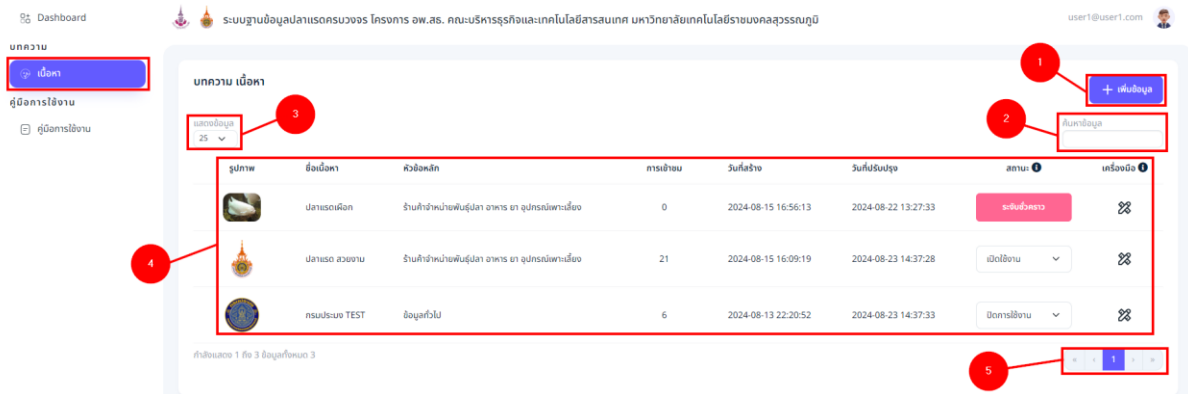 Dashboard
ระบบฐานข้อมูลปลาแรดครบวงจร โครงการ อพ.สธ. คณะบริหารธุรกิจและเทคโนโลยีสารสนเทศ มหาวิทยาลัยเทคโนโลยีราชมงคลสุวรรณภูมิ
user1@user1.com
บทความ
เนื้อหา
คู่มือการใช้งาน
คู่มือการใช้งาน
บทความ เนื้อหา
1
+ เพิ่มข้อมูล
3
แสดงข้อมูล
25
2
ค้นหาข้อมูล
รูปภาพ ชื่อเนื้อหา หัวข้อหลัก การเข้าชม วันที่สร้าง วันที่ปรับปรุง สถานะ เครื่องมือ
ปลาแรดเผือก ร้านค้าจำหน่ายพันธุ์ปลา อาหาร ยา อุปกรณ์เพาะเลี้ยง 0 2024-08-15 16:56:13 2024-08-22 13:27:33 ระงับชั่วคราว
4
ปลาแรด สวยงาม ร้านค้าจำหน่ายพันธุ์ปลา อาหาร ยา อุปกรณ์เพาะเลี้ยง 21 2024-08-15 16:09:19 2024-08-23 14:37:28 เปิดใช้งาน
กรมประมง TEST ข้อมูลทั่วไป 6 2024-08-13 22:20:52 2024-08-23 14:37:33 ปิดการใช้งาน
กำลังแสดง 1 ถึง 3 ข้อมูลทั้งหมด 3
5
« ‹ 1 › »